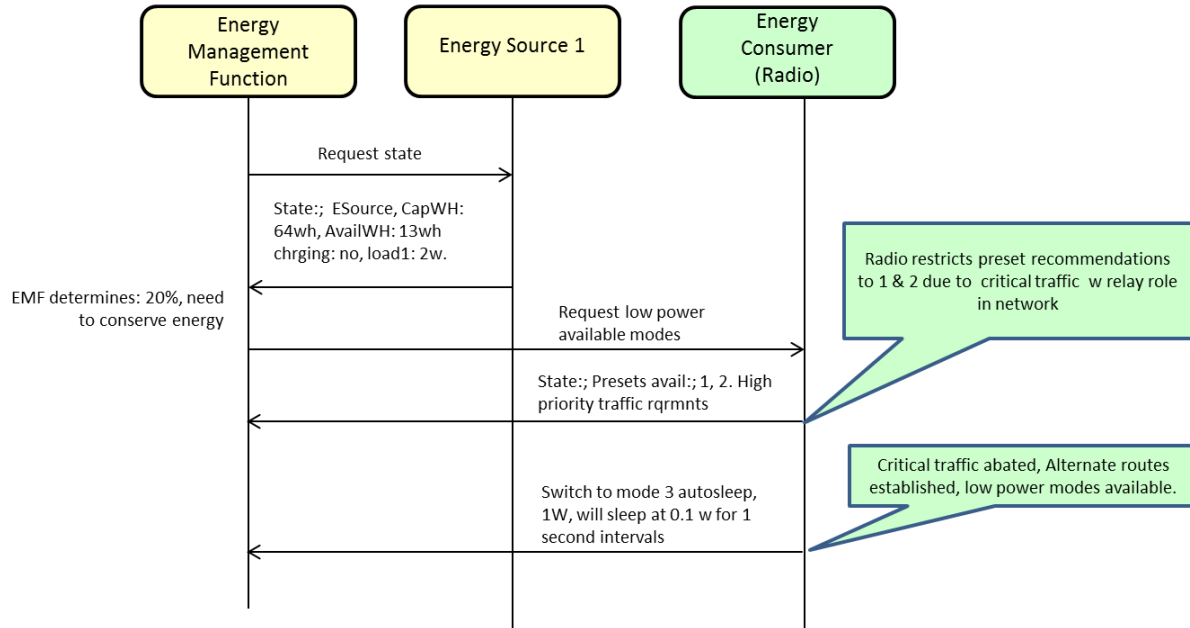 Energy
Management
Function
Energy Source 1
Energy
Consumer
(Radio)
Request state
State:;  ESource, CapWH:
64wh, AvailWH: 13wh
chrging: no, load1: 2w.
EMF determines: 20%, need
to conserve energy
Request low power
available modes
Radio restricts preset recommendations
to 1 & 2 due to  critical traffic  w relay role
in network
State:; Presets avail:; 1, 2. High
priority traffic rqrmnts
Critical traffic abated, Alternate routes
established, low power modes available.
Switch to mode 3 autosleep,
1W, will sleep at 0.1 w for 1
second intervals